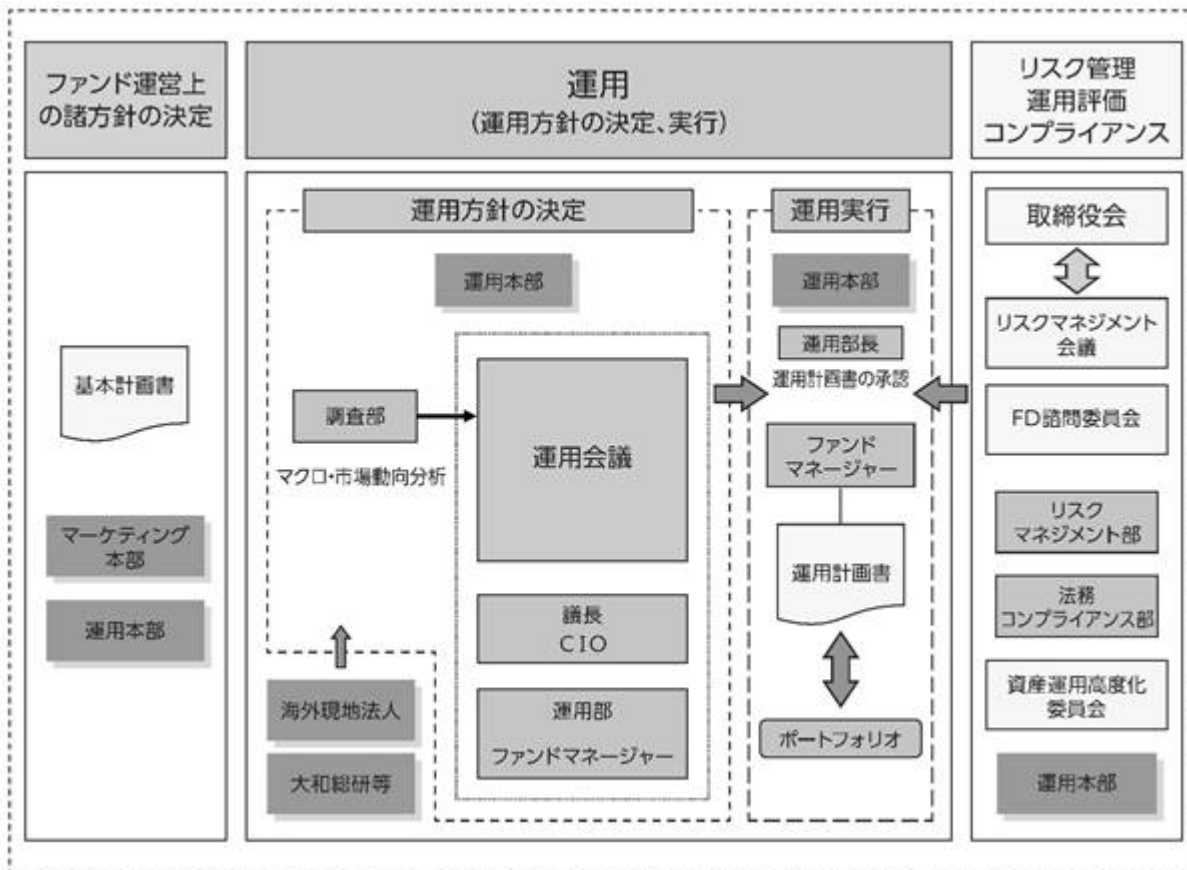 ファンド運営上
の諸方針の決定
運用
(運用方針の決定、実行)
リスク管理
運用評価
コンプライアンス
基本計画書
マーケティング
本部
運用本部
運用方針の決定
運用本部
調査部
マクロ・市場動向分析
運用会議
議長
CIO
運用部
ファンドマネージャー
海外現地法人
大和総研等
運用実行
運用本部
運用部長
運用計画書の承認
ファンド
マネージャー
運用計画書
ポートフォリオ
取締役会
リスクマネジメント
会議
FD諮問委員会
リスク
マネジメント部
法務
コンプライアンス部
資産運用高度化
委員会
運用本部